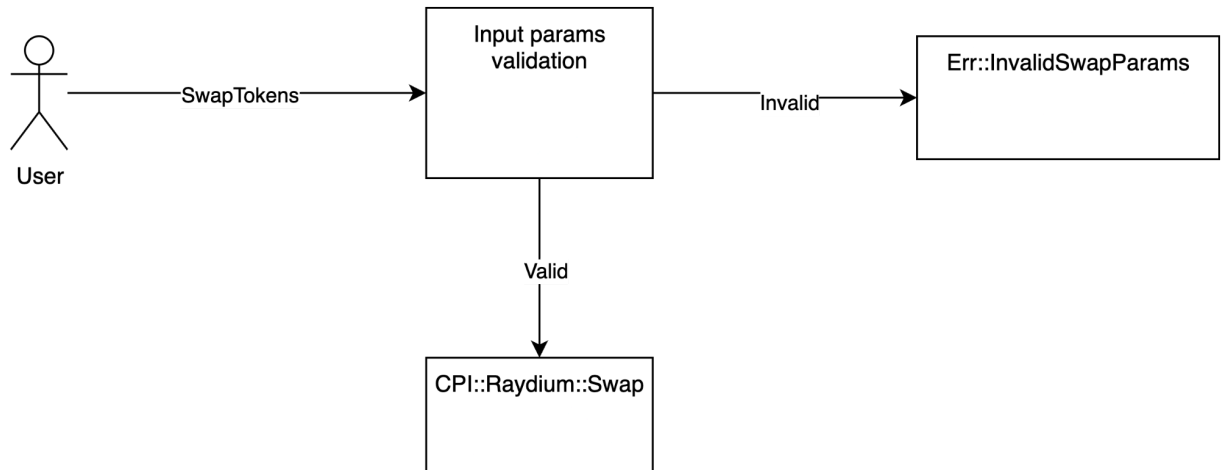 Input params
validation
Err::InvalidSwapParams
SwapTokens
Invalid
User
Valid
CPI::Raydium::Swap